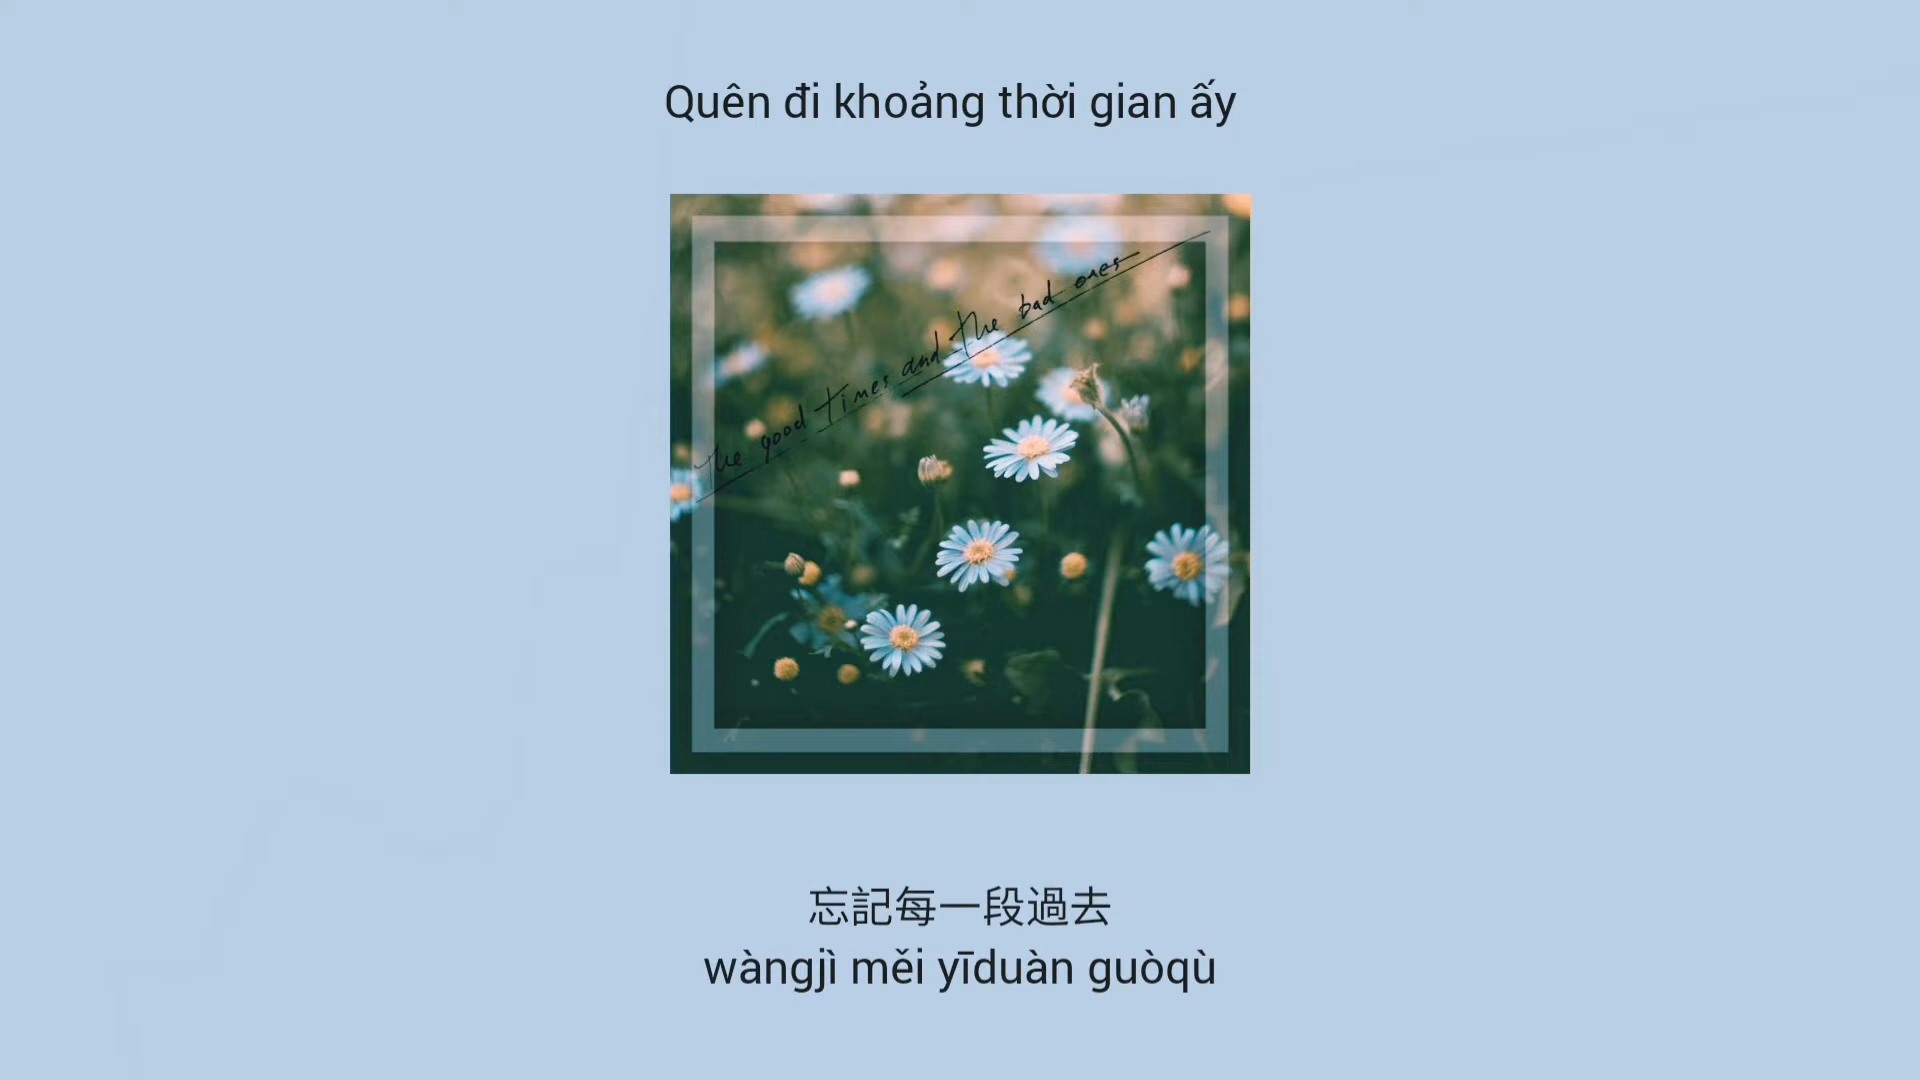 Quên đi khoảng thời gian ấy
the good times and the bad ones
忘記每一段過去
wàngjì měi yīduàn guòqù